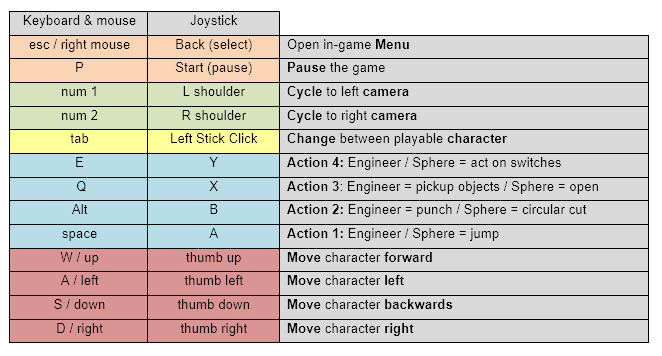 Keyboard & mouse Joystick
esc / right mouse Back (select) Open in-game Menu
P Start (pause) Pause the game
num 1 L shoulder Cycle to left camera
num 2 R shoulder Cycle to right camera
tab Left Stick Click Change between playable character
E Y Action 4: Engineer / Sphere = act on switches
Q X Action 3: Engineer = pickup objects / Sphere = open
Alt B Action 2: Engineer = punch / Sphere = circular cut
space A Action 1: Engineer / Sphere = jump
W / up thumb up Move character forward
A / left thumb left Move character left
S / down thumb down Move character backwards
D / right thumb right Move character right